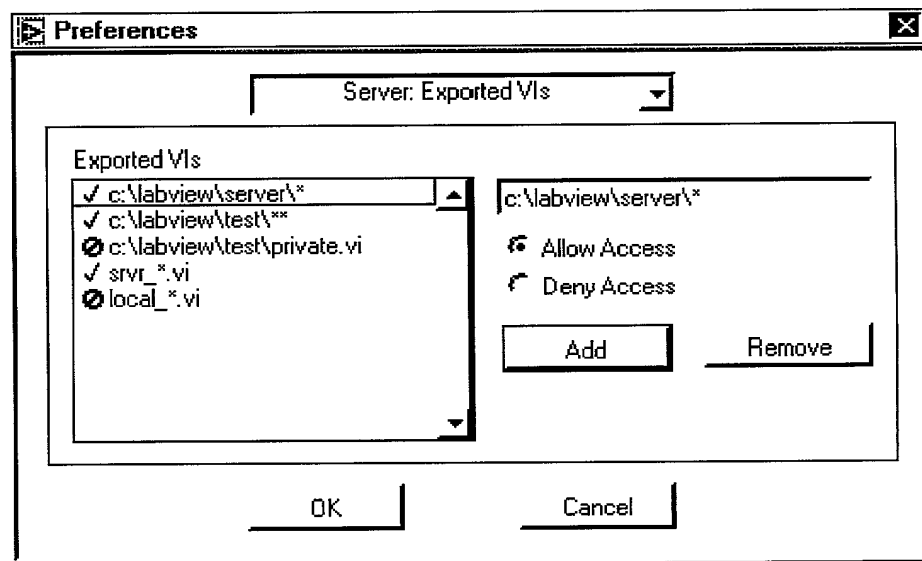 Preferences
Server: Exported VIs
Exported VIs
c:\labview\server\*
c:\labview\test\**
c:\labview\test\private.vi
srvr_*.vi
local_*.vi
c:\labview\server\*
Allow Access
Deny Access
Add
Remove
OK
Cancel